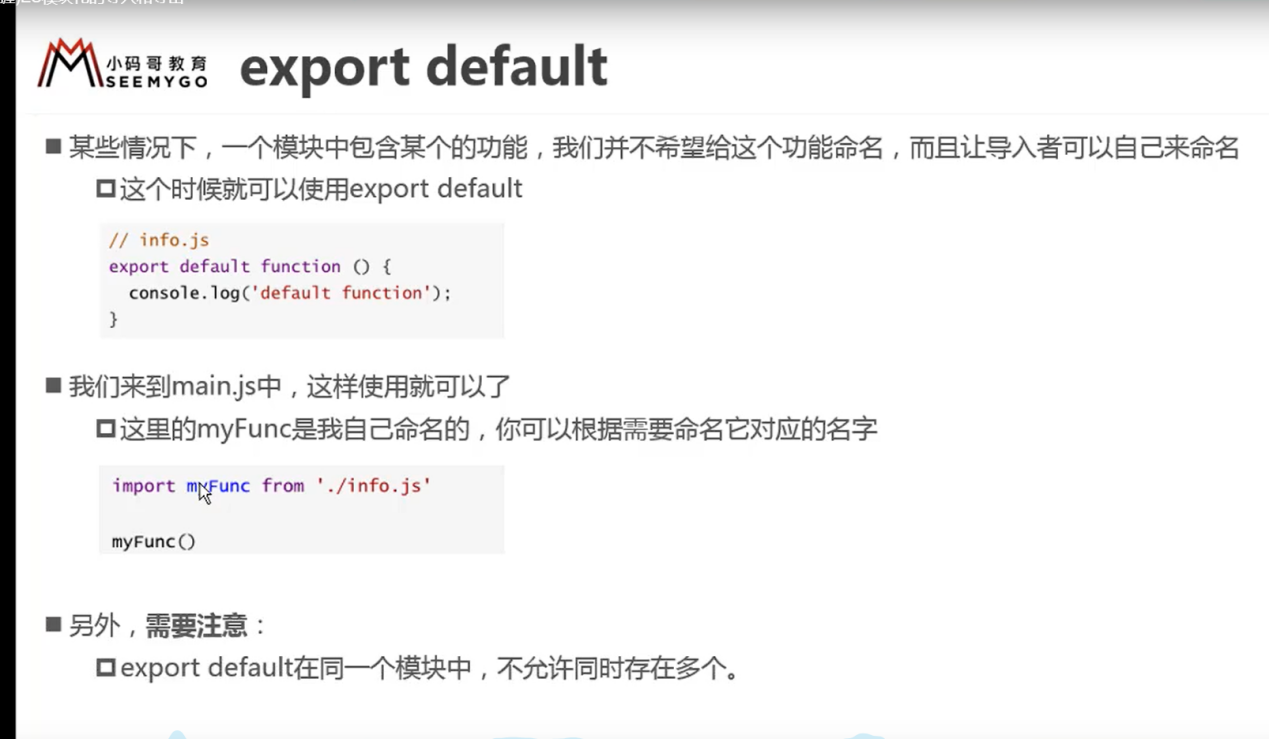 小码哥教育
SEEMYGO
export default
某些情况下，一个模块中包含某个的功能，我们并不希望给这个功能命名，而且让导入者可以自己来命名
这个时候就可以使用export default
// info.js
export default function () {
  console.log('default function');
}
我们来到main.js中，这样使用就可以了
这里的myFunc是我自己命名的，你可以根据需要命名它对应的名字
import myFunc from './info.js'
myFunc()
另外，需要注意：
export default在同一个模块中，不允许同时存在多个。